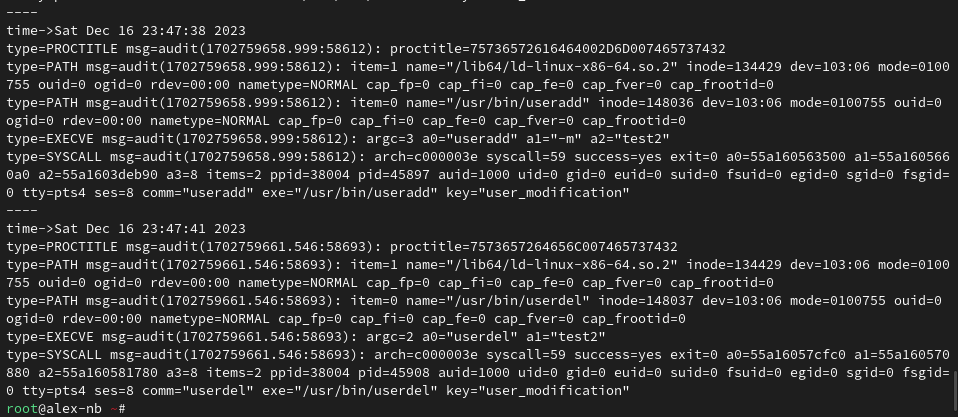 ----
time->Sat Dec 16 23:47:38 2023
type=PROCTITLE msg=audit(1702759658.999:58612): proctitle=75736572616464002D6D007465737432
type=PATH msg=audit(1702759658.999:58612): item=1 name="/lib64/ld-linux-x86-64.so.2" inode=134429 dev=103:06 mode=0100
755 ouid=0 ogid=0 rdev=00:00 nametype=NORMAL cap_fp=0 cap_fi=0 cap_fe=0 cap_fver=0 cap_frootid=0
type=PATH msg=audit(1702759658.999:58612): item=0 name="/usr/bin/useradd" inode=148036 dev=103:06 mode=0100755 ouid=0
ogid=0 rdev=00:00 nametype=NORMAL cap_fp=0 cap_fi=0 cap_fe=0 cap_fver=0 cap_frootid=0
type=EXECVE msg=audit(1702759658.999:58612): argc=3 a0="useradd" a1="-m" a2="test2"
type=SYSCALL msg=audit(1702759658.999:58612): arch=c000003e syscall=59 success=yes exit=0 a0=55a160563500 a1=55a160566
0a0 a2=55a1603deb90 a3=8 items=2 ppid=38004 pid=45897 auid=1000 uid=0 gid=0 euid=0 suid=0 fsuid=0 egid=0 sgid=0 fsgid=
0 tty=pts4 ses=8 comm="useradd" exe="/usr/bin/useradd" key="user_modification"
----
time->Sat Dec 16 23:47:41 2023
type=PROCTITLE msg=audit(1702759661.546:58693): proctitle=7573657264656C007465737432
type=PATH msg=audit(1702759661.546:58693): item=1 name="/lib64/ld-linux-x86-64.so.2" inode=134429 dev=103:06 mode=0100
755 ouid=0 ogid=0 rdev=00:00 nametype=NORMAL cap_fp=0 cap_fi=0 cap_fe=0 cap_fver=0 cap_frootid=0
type=PATH msg=audit(1702759661.546:58693): item=0 name="/usr/bin/userdel" inode=148037 dev=103:06 mode=0100755 ouid=0
ogid=0 rdev=00:00 nametype=NORMAL cap_fp=0 cap_fi=0 cap_fe=0 cap_fver=0 cap_frootid=0
type=EXECVE msg=audit(1702759661.546:58693): argc=2 a0="userdel" a1="test2"
type=SYSCALL msg=audit(1702759661.546:58693): arch=c000003e syscall=59 success=yes exit=0 a0=55a16057cfc0 a1=55a160570
880 a2=55a160581780 a3=8 items=2 ppid=38004 pid=45908 auid=1000 uid=0 gid=0 euid=0 suid=0 fsuid=0 egid=0 sgid=0 fsgid=
0 tty=pts4 ses=8 comm="userdel" exe="/usr/bin/userdel" key="user_modification"
root@alex-nb ~#